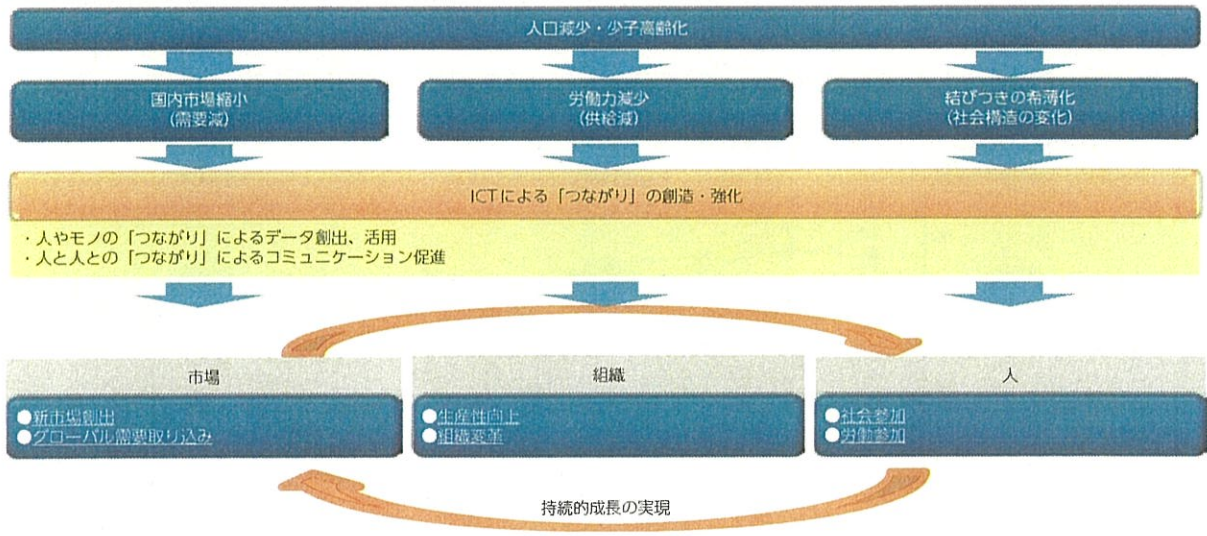 人口減少・少子高齢化
国内市場縮小
(需要減)
労働力減少
(供給減)
結びつきの希薄化
(社会構造の変化)
ICTによる「つながり」の創造・強化
・人やモノの「つながり」によるデータ創出、活用
・人と人との「つながり」によるコミュニケーション促進
市場
●新市場創出
●グローバル需要取り込み
組織
●生産性向上
●組織変革
人
●社会参加
●労働参加
持続的成長の実現